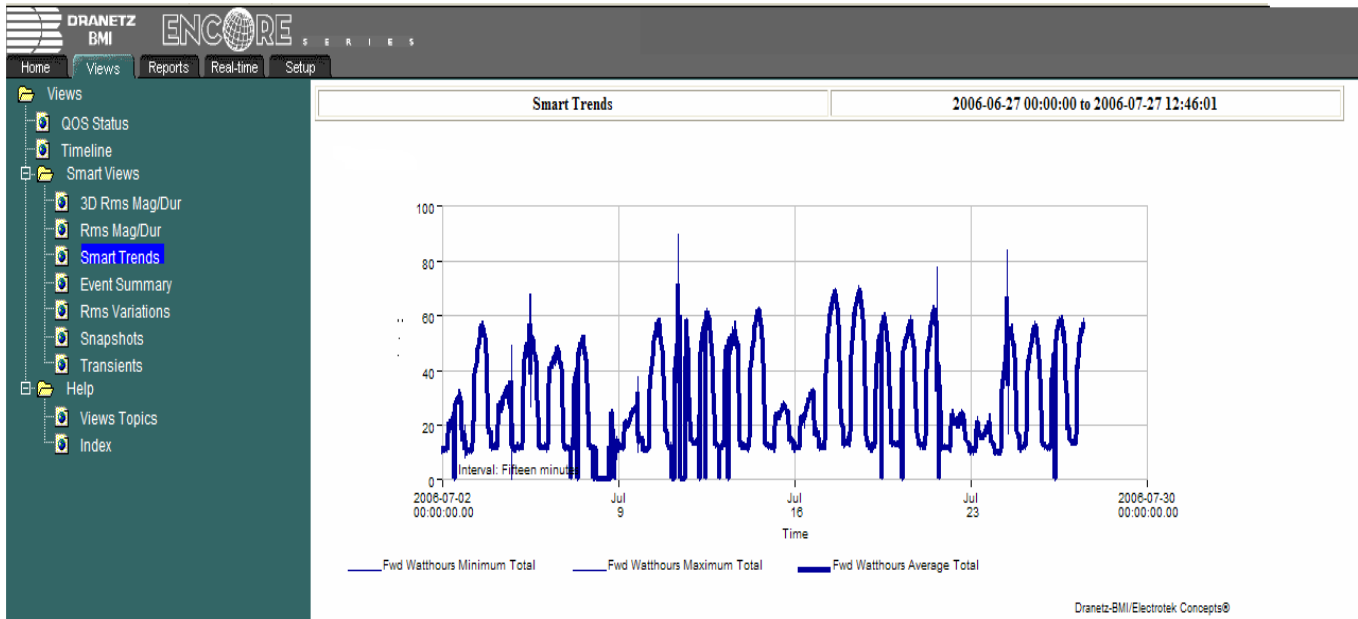 DRANETZ
BMI
ENCORE
SERIES
Home Views Reports Real-time Setup
Views
QOS Status
Timeline
Smart Views
3D Rms Mag/Dur
Rms Mag/Dur
Smart Trends
Event Summary
Rms Variations
Snapshots
Transients
Help
Views Topics
Index
Smart Trends 2006-06-27 00:00:00 to 2006-07-27 12:46:01
100
80
60
40
20
0
Interval: Fifteen minutes
2006-07-02 Jul Jul Jul 2006-07-30
00:00:00.00 9 16 23 00:00:00.00
Time
Fwd Watthours Minimum Total Fwd Watthours Maximum Total Fwd Watthours Average Total
Dranetz-BMI/Electrotek Concepts®